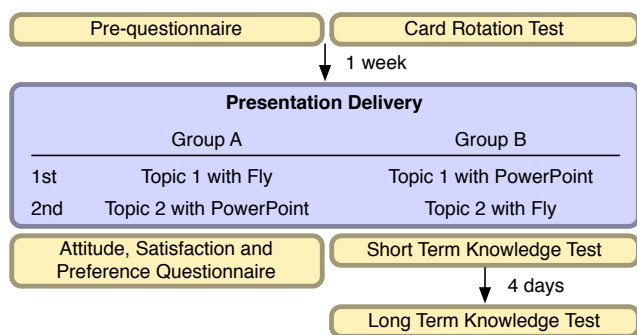 Pre-questionnaire
Card Rotation Test
1 week
Presentation Delivery
Group A Group B
1st Topic 1 with Fly Topic 1 with PowerPoint
2nd Topic 2 with PowerPoint Topic 2 with Fly
Attitude, Satisfaction and
Preference Questionnaire
Short Term Knowledge Test
4 days
Long Term Knowledge Test